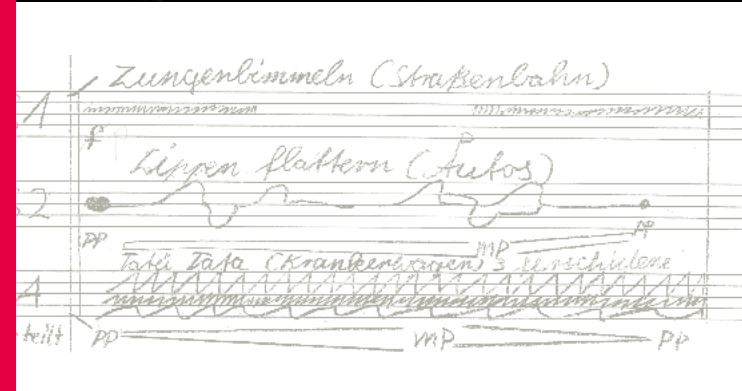 Zungenbimmeln (Straßenbahn)
1
f
Lippen flattern (Autos)
2
pp mp pp
Tatü Tata (Krankenwagen) 3 verschiedene
A
teilt pp mp pp